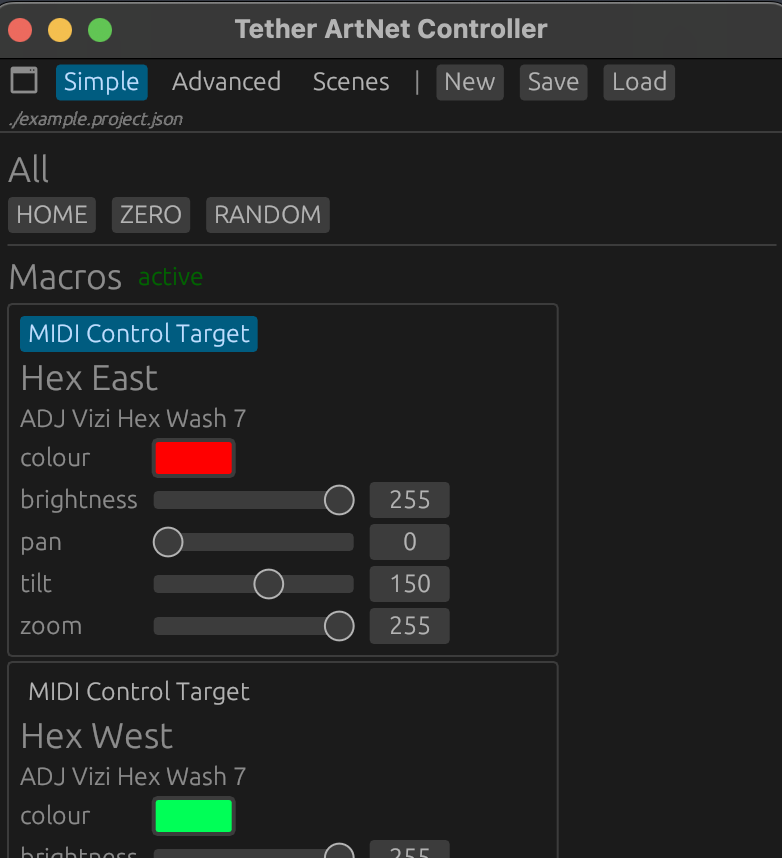 Tether ArtNet Controller
Simple Advanced Scenes | New Save Load
./example.project.json
All
HOME ZERO RANDOM
Macros active
MIDI Control Target
Hex East
ADJ Vizi Hex Wash 7
colour
brightness 255
pan 0
tilt 150
zoom 255
MIDI Control Target
Hex West
ADJ Vizi Hex Wash 7
colour
brightness 255